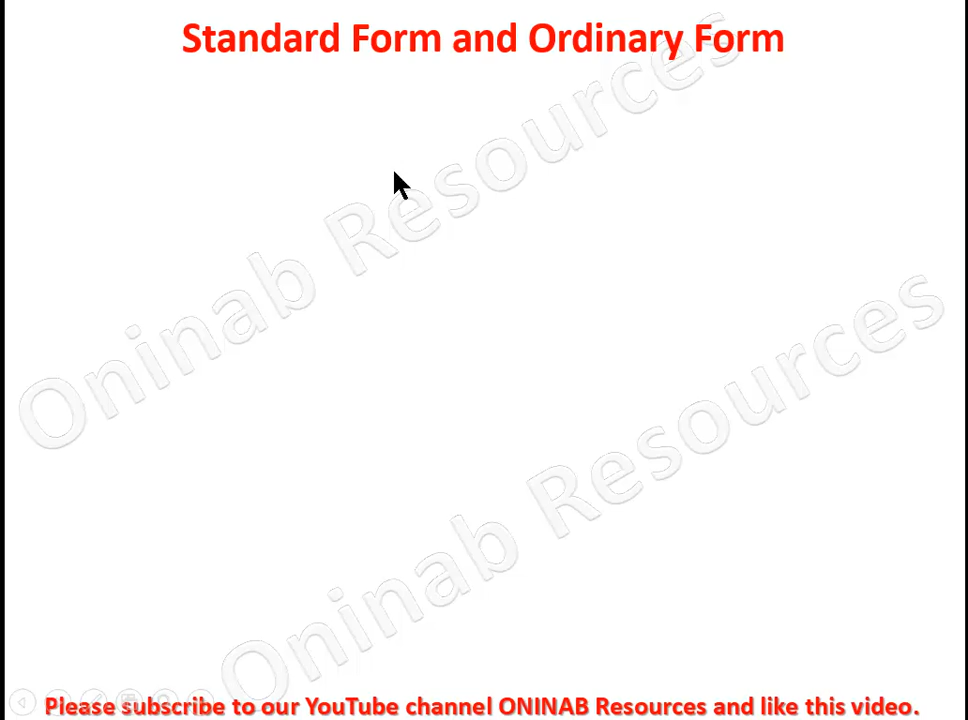 Standard Form and Ordinary Form
Oninab Resources
Oninab Resources
Please subscribe to our YouTube channel ONINAB Resources and like this video.